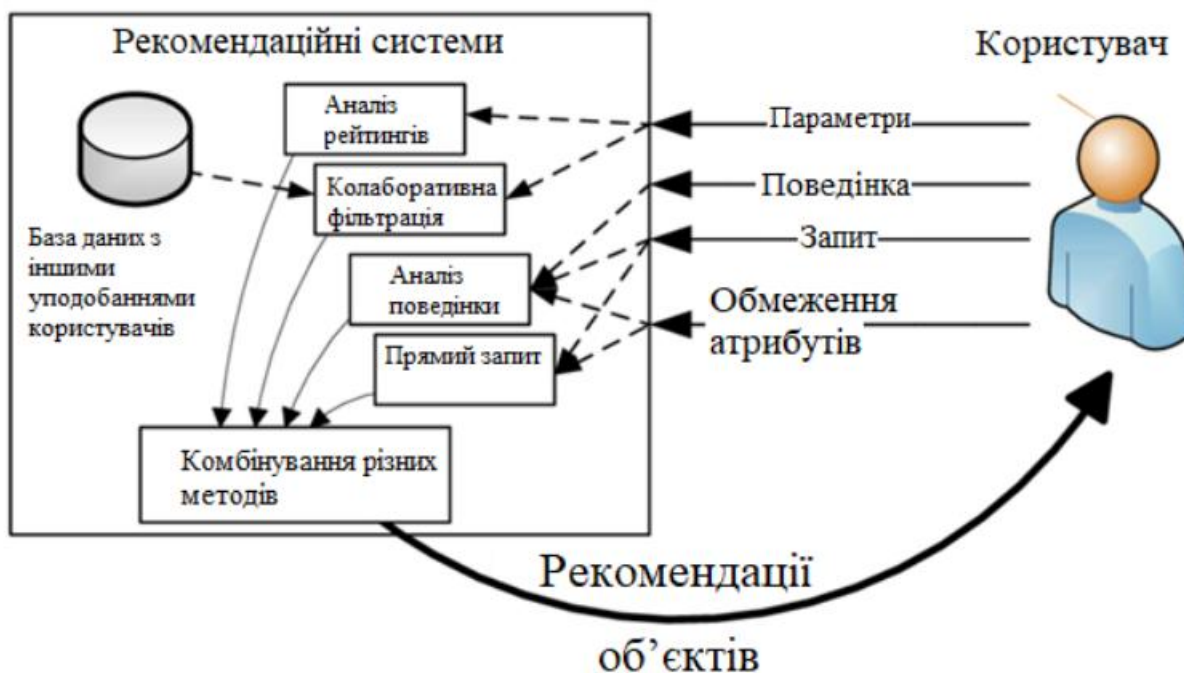 Рекомендаційні системи
Користувач
Аналіз
рейтингів
Параметри
Колаборативна
фільтрація
Поведінка
База даних з
іншими
уподобаннями
користувачів
Запит
Аналіз
поведінки
Обмеження
атрибутів
Прямий запит
Комбінування різних
методів
Рекомендації
об’єктів